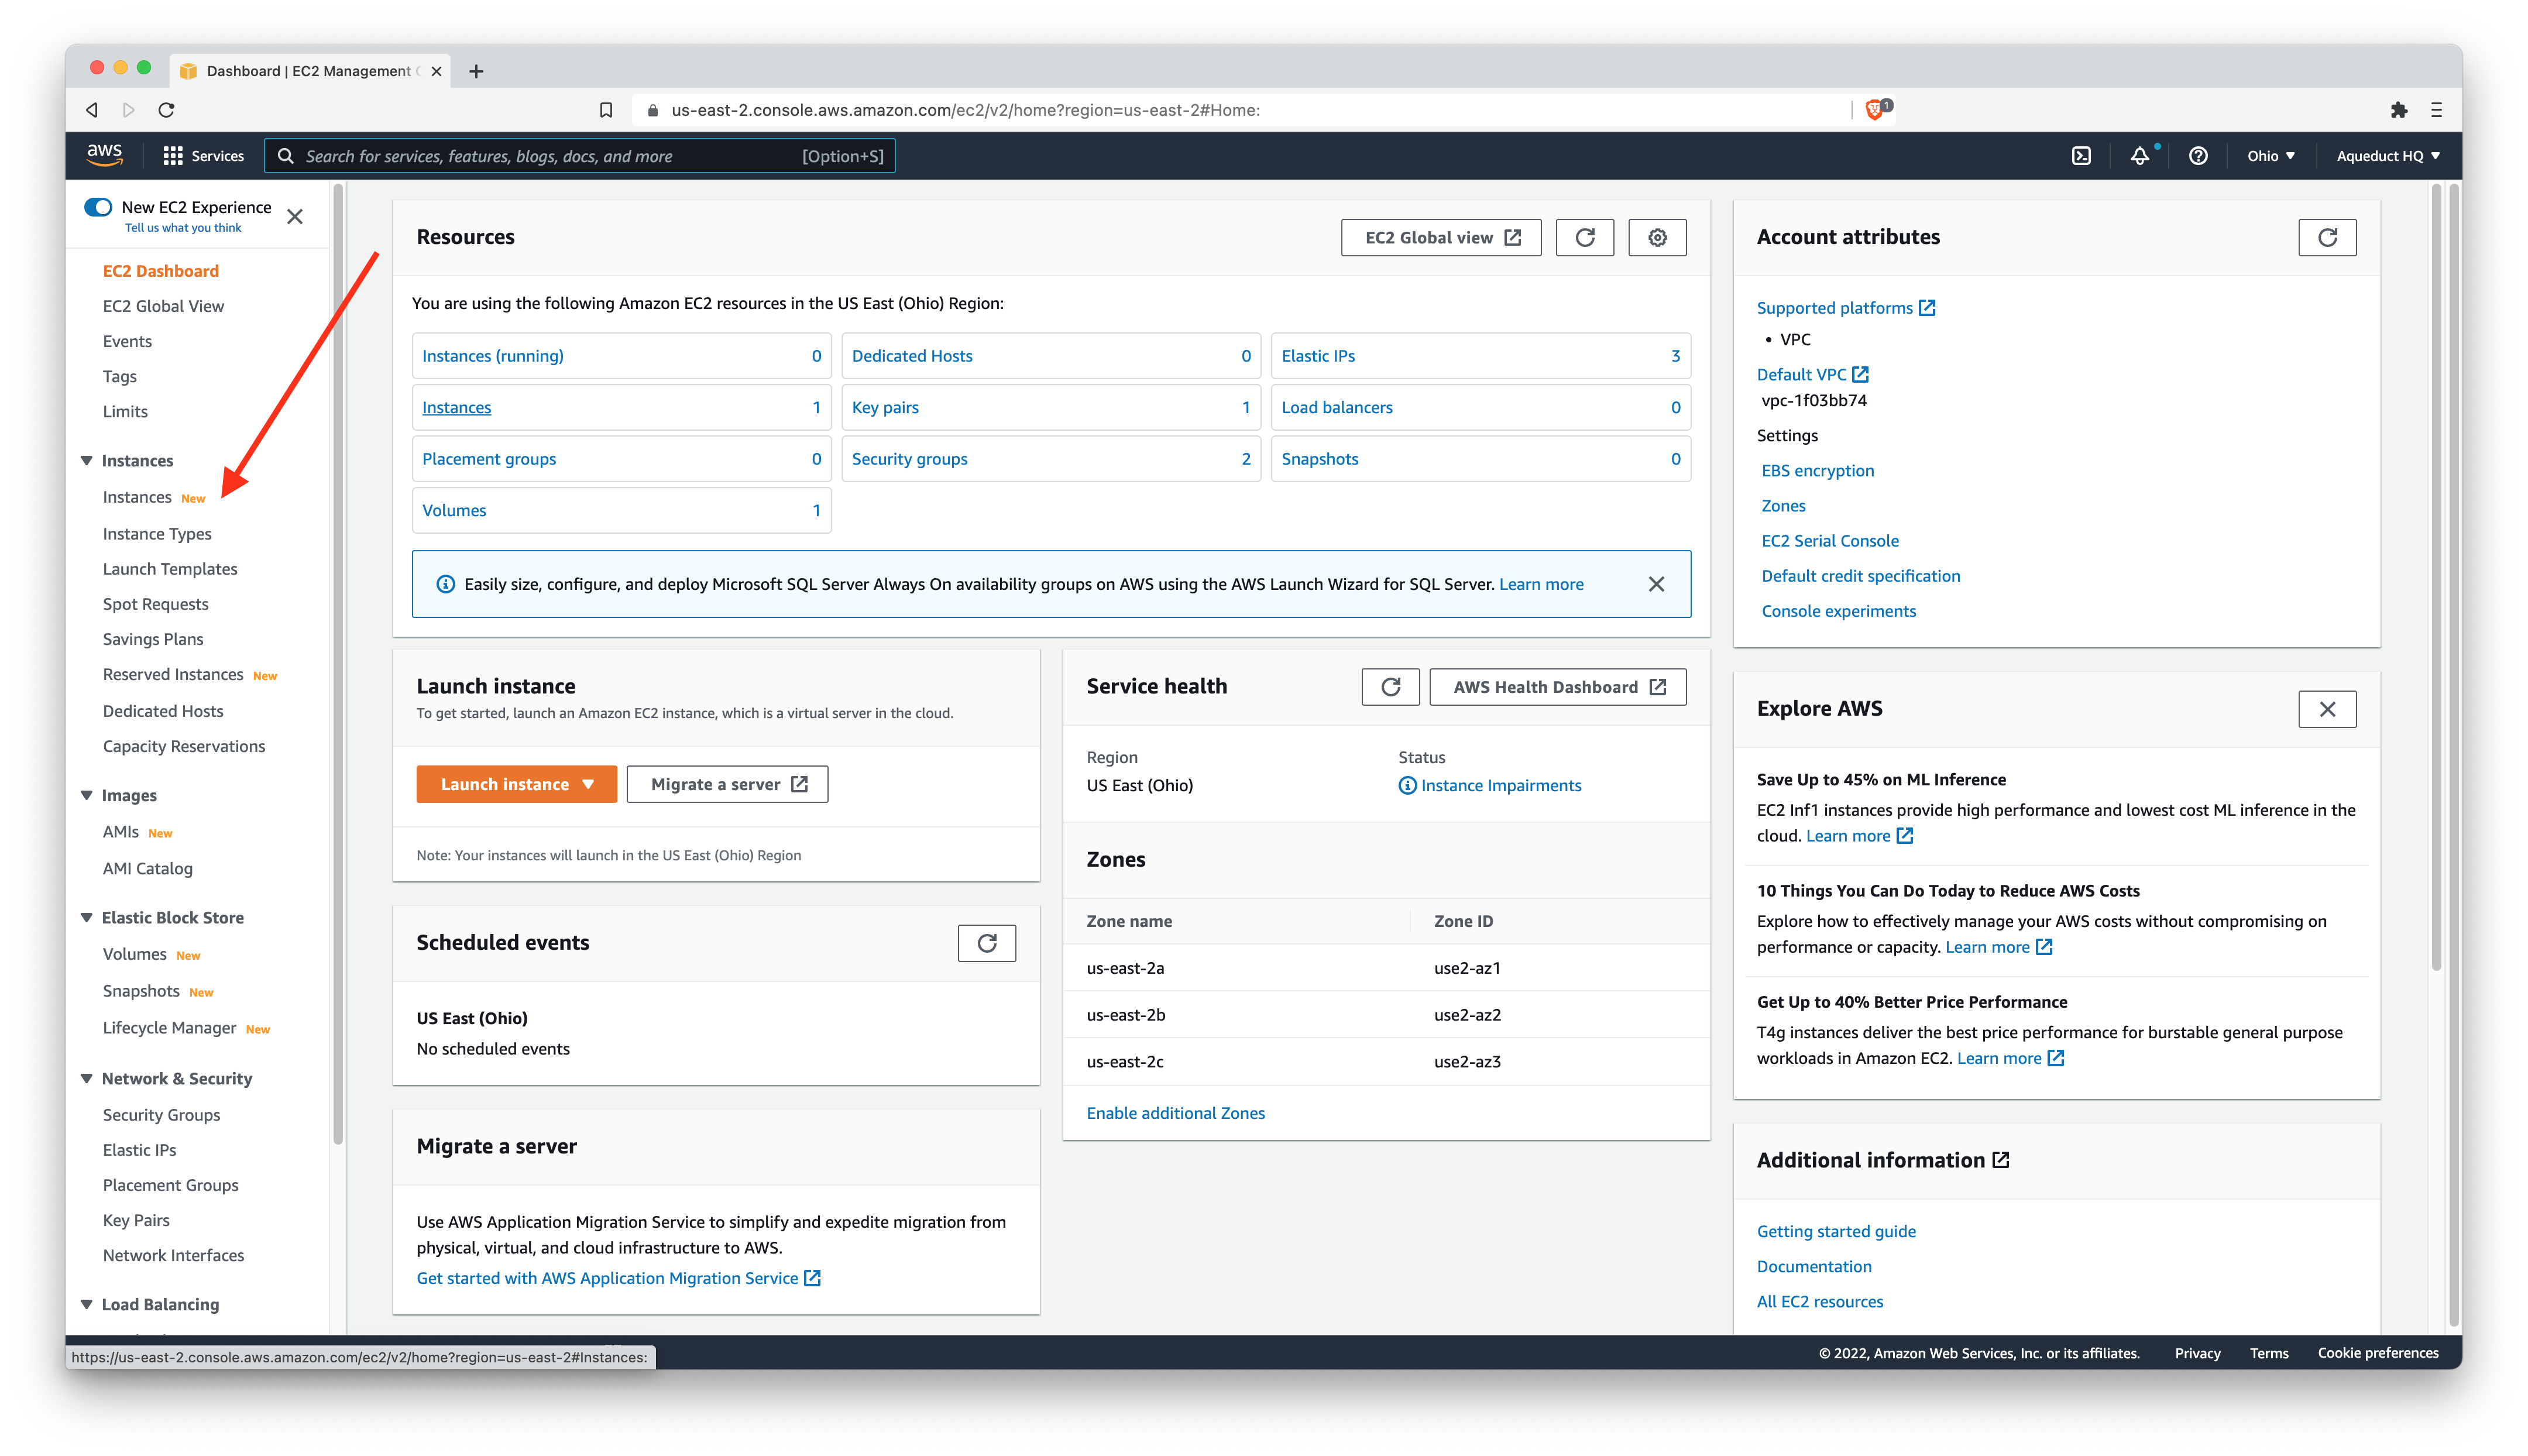 Dashboard | EC2 Management
us-east-2.console.aws.amazon.com/ec2/v2/home?region=us-east-2#Home:
1
aws
Services
Search for services, features, blogs, docs, and more
[Option+S]
Ohio
Aqueduct HQ
New EC2 Experience
Tell us what you think
EC2 Dashboard
EC2 Global View
Events
Tags
Limits
Instances
Instances New
Instance Types
Launch Templates
Spot Requests
Savings Plans
Reserved Instances New
Dedicated Hosts
Capacity Reservations
Images
AMIs New
AMI Catalog
Elastic Block Store
Volumes New
Snapshots New
Lifecycle Manager New
Network & Security
Security Groups
Elastic IPs
Placement Groups
Key Pairs
Network Interfaces
Load Balancing
Resources
EC2 Global view
You are using the following Amazon EC2 resources in the US East (Ohio) Region:
Instances (running) 0
Dedicated Hosts 0
Elastic IPs 3
Instances 1
Key pairs 1
Load balancers 0
Placement groups 0
Security groups 2
Snapshots 0
Volumes 1
Easily size, configure, and deploy Microsoft SQL Server Always On availability groups on AWS using the AWS Launch Wizard for SQL Server. Learn more
Launch instance
To get started, launch an Amazon EC2 instance, which is a virtual server in the cloud.
Launch instance
Migrate a server
Note: Your instances will launch in the US East (Ohio) Region
Scheduled events
US East (Ohio)
No scheduled events
Migrate a server
Use AWS Application Migration Service to simplify and expedite migration from
physical, virtual, and cloud infrastructure to AWS.
Get started with AWS Application Migration Service
Service health
AWS Health Dashboard
Region
Status
US East (Ohio)
Instance Impairments
Zones
Zone name
Zone ID
us-east-2a
use2-az1
us-east-2b
use2-az2
us-east-2c
use2-az3
Enable additional Zones
Account attributes
Supported platforms
• VPC
Default VPC
vpc-1f03bb74
Settings
EBS encryption
Zones
EC2 Serial Console
Default credit specification
Console experiments
Explore AWS
Save Up to 45% on ML Inference
EC2 Inf1 instances provide high performance and lowest cost ML inference in the
cloud. Learn more
10 Things You Can Do Today to Reduce AWS Costs
Explore how to effectively manage your AWS costs without compromising on
performance or capacity. Learn more
Get Up to 40% Better Price Performance
T4g instances deliver the best price performance for burstable general purpose
workloads in Amazon EC2. Learn more
Additional information
Getting started guide
Documentation
All EC2 resources
https://us-east-2.console.aws.amazon.com/ec2/v2/home?region=us-east-2#Instances:
© 2022, Amazon Web Services, Inc. or its affiliates.
Privacy
Terms
Cookie preferences